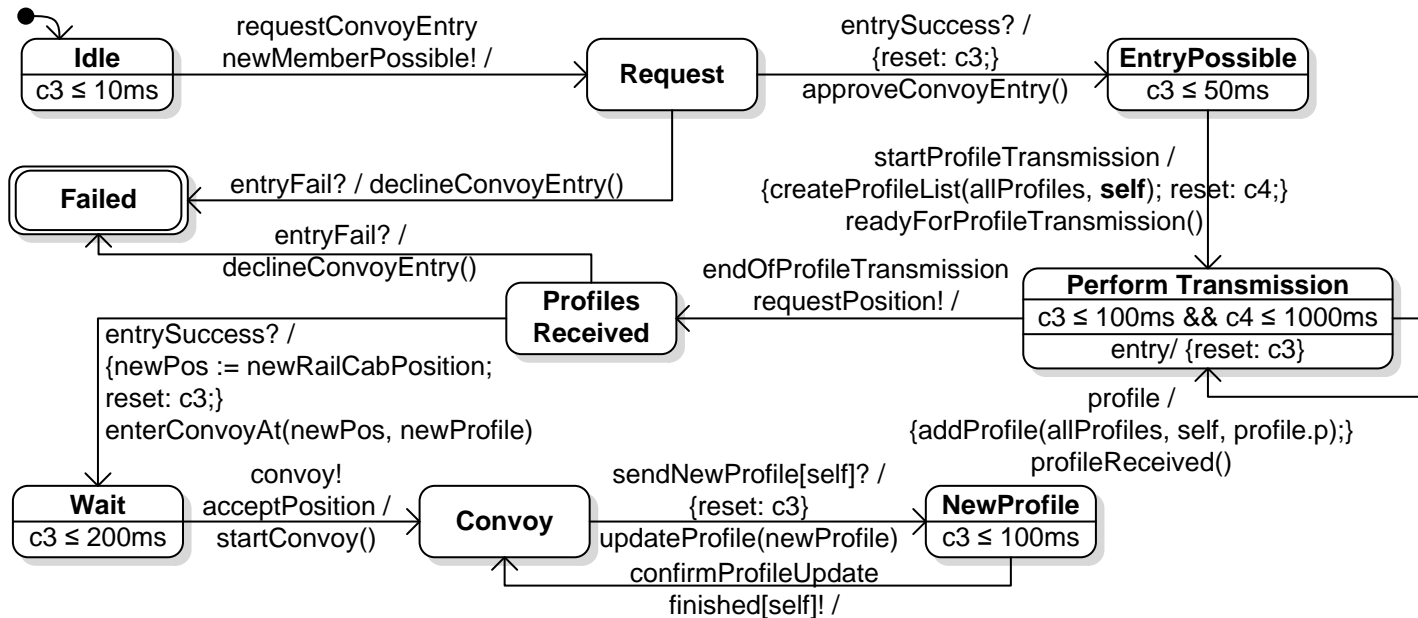 Idle
c3 ≤ 10ms
requestConvoyEntry
newMemberPossible! /
Request
entrySuccess? /
{reset: c3;}
approveConvoyEntry()
EntryPossible
c3 ≤ 50ms
Failed
entryFail? / declineConvoyEntry()
startProfileTransmission /
{createProfileList(allProfiles, self); reset: c4;}
readyForProfileTransmission()
entryFail? /
declineConvoyEntry()
Profiles
Received
endOfProfileTransmission
requestPosition! /
Perform Transmission
c3 ≤ 100ms && c4 ≤ 1000ms
entry/ {reset: c3}
entrySuccess? /
{newPos := newRailCabPosition;
reset: c3;}
enterConvoyAt(newPos, newProfile)
profile /
{addProfile(allProfiles, self, profile.p);}
profileReceived()
Wait
c3 ≤ 200ms
convoy!
acceptPosition /
startConvoy()
Convoy
sendNewProfile[self]? /
{reset: c3}
updateProfile(newProfile)
NewProfile
c3 ≤ 100ms
confirmProfileUpdate
finished[self]! /